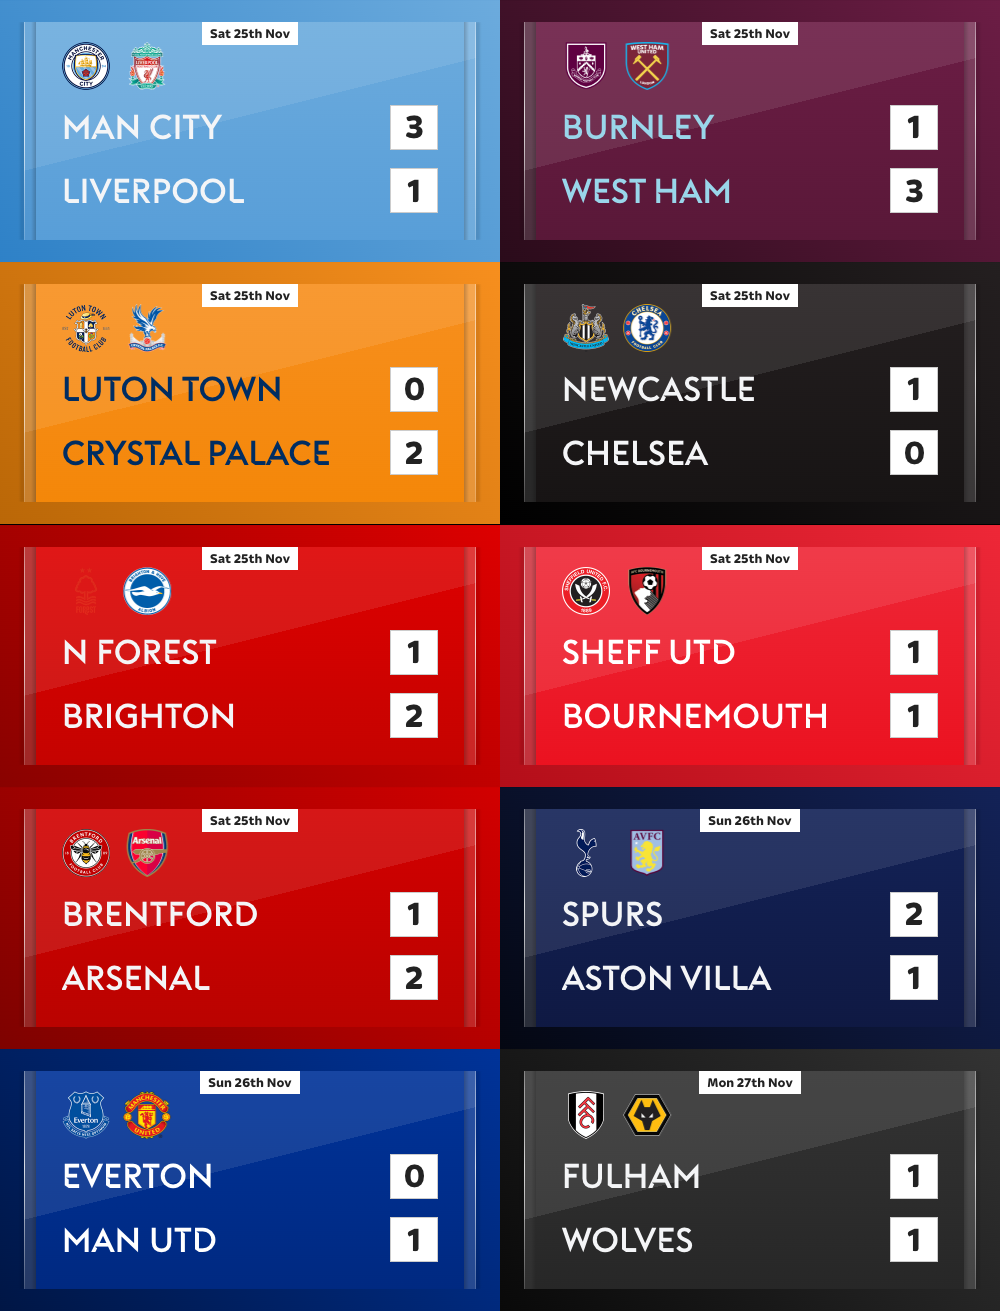 Sat 25th Nov
MAN CITY 3
LIVERPOOL 1
Sat 25th Nov
BURNLEY 1
WEST HAM 3
Sat 25th Nov
LUTON TOWN 0
CRYSTAL PALACE 2
Sat 25th Nov
NEWCASTLE 1
CHELSEA 0
Sat 25th Nov
N FOREST 1
BRIGHTON 2
Sat 25th Nov
SHEFF UTD 1
BOURNEMOUTH 1
Sat 25th Nov
BRENTFORD 1
ARSENAL 2
Sun 26th Nov
SPURS 2
ASTON VILLA 1
Sun 26th Nov
EVERTON 0
MAN UTD 1
Mon 27th Nov
FULHAM 1
WOLVES 1